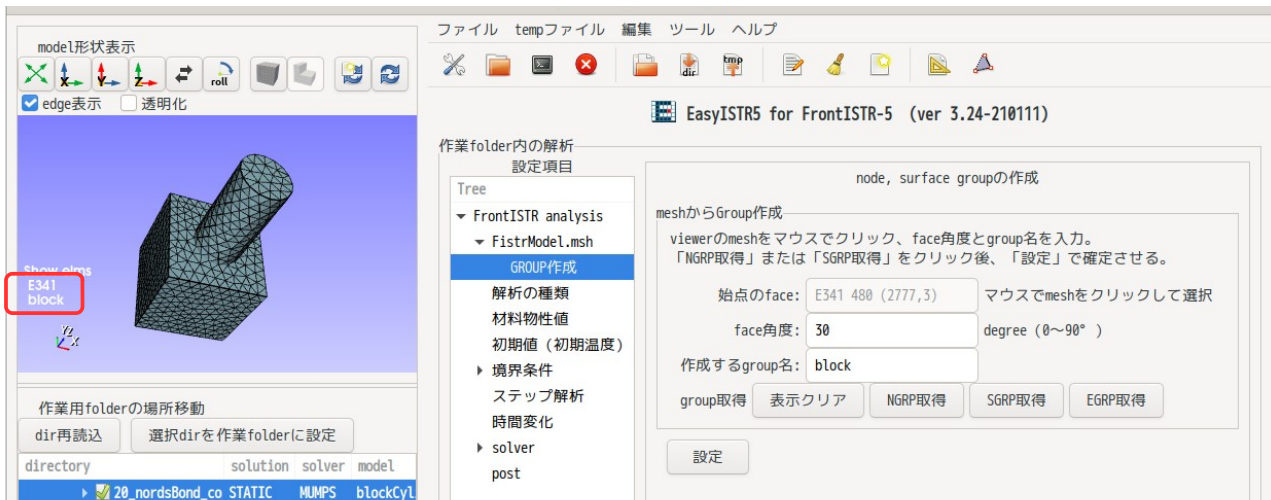 model形状表示
X
Y
Z
roll
edge表示
透明化
Show elms
E341
block
YZ
X
作業用folderの場所移動
dir再読込 選択dirを作業folderに設定
directory solution solver model
20_nordsBond_co STATIC MUMPS blockCyl
ファイル tempファイル 編集 ツール ヘルプ
dir tmp
EasyISTR5 for FrontISTR-5 (ver 3.24-210111)
作業folder内の解析
設定項目
Tree
FrontISTR analysis
FistrModel.msh
GROUP作成
解析の種類
材料物性値
初期値 (初期温度)
境界条件
ステップ解析
時間変化
solver
post
node, surface groupの作成
meshからGroup作成
viewerのmeshをマウスでクリック、face角度とgroup名を入力。
「NGRP取得」または「SGRP取得」をクリック後、「設定」で確定させる。
始点のface: E341 480 (2777,3) マウスでmeshをクリックして選択
face角度: 30 degree (0～90° )
作成するgroup名: block
group取得 表示クリア NGRP取得 SGRP取得 EGRP取得
設定